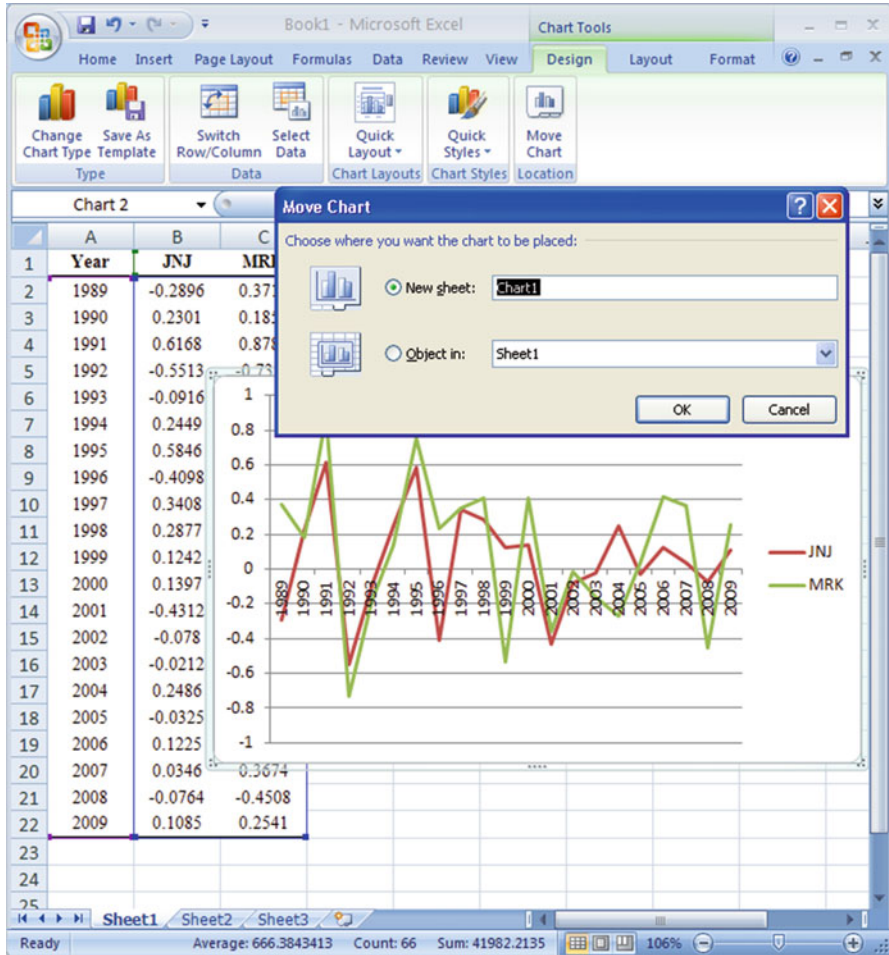 Book1 - Microsoft Excel
Chart Tools
Home Insert Page Layout Formulas Data Review View Design Layout Format
Change Chart Type
Save As Template
Switch Row/Column
Select Data
Quick Layout
Quick Styles
Move Chart
Type Data Chart Layouts Chart Styles Location
Chart 2
Move Chart
Choose where you want the chart to be placed:
New sheet: Chart1
Object in: Sheet1
OK Cancel
A B C
1 Year JNJ
2 1989 -0.2896
3 1990 0.2301
4 1991 0.6168
5 1992 -0.5513
6 1993 -0.0916
7 1994 0.2449
8 1995 0.5846
9 1996 -0.4098
10 1997 0.3408
11 1998 0.2877
12 1999 0.1242
13 2000 0.1397
14 2001 -0.4312
15 2002 -0.078
16 2003 -0.0212
17 2004 0.2486
18 2005 -0.0325
19 2006 0.1225
20 2007 0.0346 0.3674
21 2008 -0.0764 -0.4508
22 2009 0.1085 0.2541
23
24
25
1
0.8
0.6
0.4
0.2
0
-0.2
-0.4
-0.6
-0.8
-1
1989 1990 1991 1992 1993 1994 1995 1996 1997 1998 1999 2000 2001 2002 2003 2004 2005 2006 2007 2008 2009
JNJ
MRK
Sheet1 Sheet2 Sheet3
Ready Average: 666.3843413 Count: 66 Sum: 41982.2135 106%